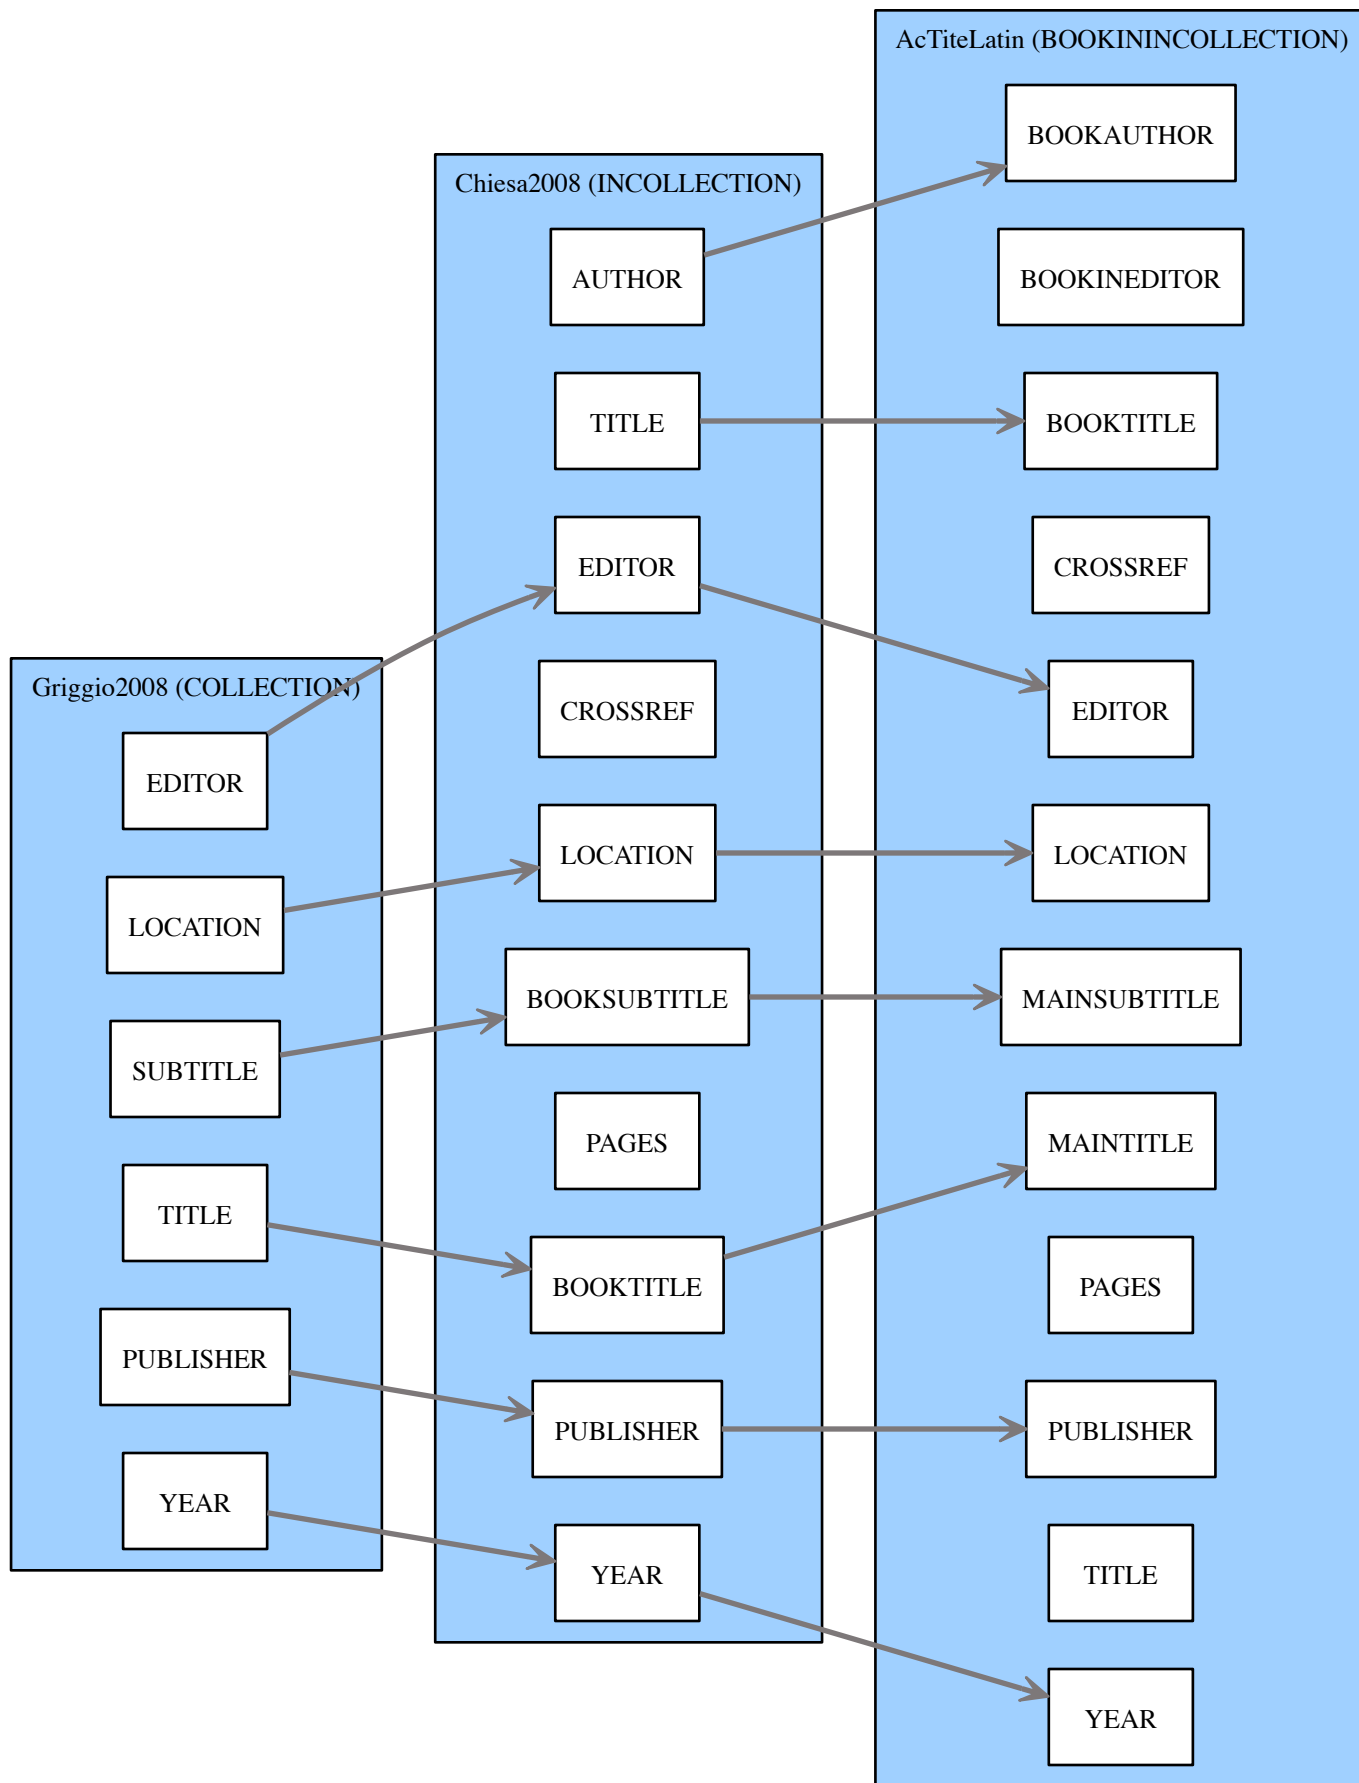 Griggio2008 (COLLECTION)
EDITOR
LOCATION
SUBTITLE
TITLE
PUBLISHER
YEAR
Chiesa2008 (INCOLLECTION)
AUTHOR
TITLE
EDITOR
CROSSREF
LOCATION
BOOKSUBTITLE
PAGES
BOOKTITLE
PUBLISHER
YEAR
AcTiteLatin (BOOKININCOLLECTION)
BOOKAUTHOR
BOOKINEDITOR
BOOKTITLE
CROSSREF
EDITOR
LOCATION
MAINSUBTITLE
MAINTITLE
PAGES
PUBLISHER
TITLE
YEAR